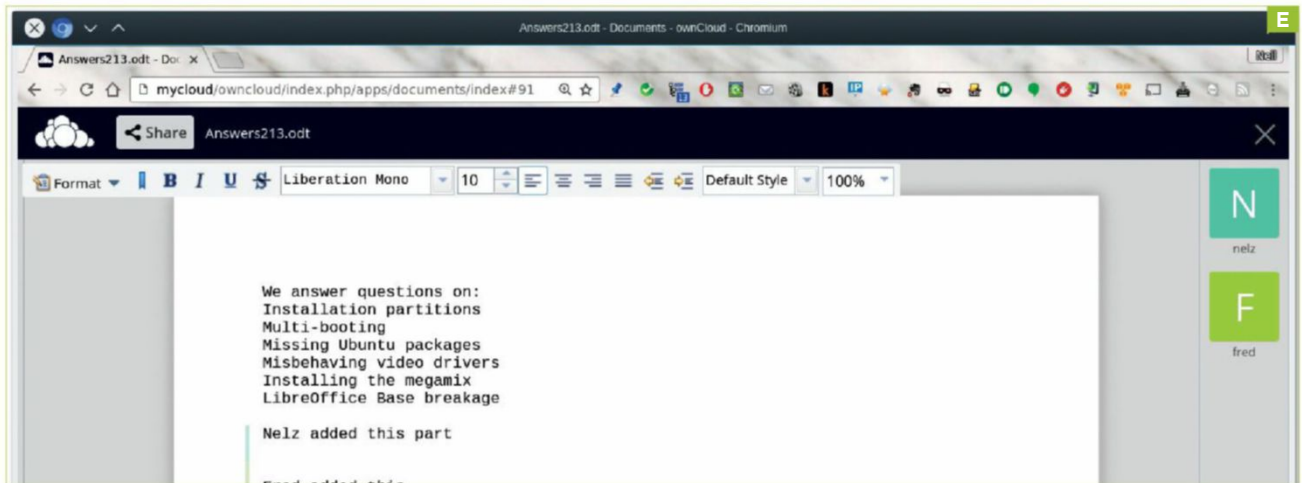 E
Answers213.odt - Documents - ownCloud - Chromium
Answers213.odt - Doc
mycloud/owncloud/index.php/apps/documents/index#91
Share Answers213.odt
Format B I U S Liberation Mono 10 Default Style 100%
N
nelz
F
fred
We answer questions on:
Installation partitions
Multi-booting
Missing Ubuntu packages
Misbehaving video drivers
Installing the megamix
LibreOffice Base breakage
Nelz added this part